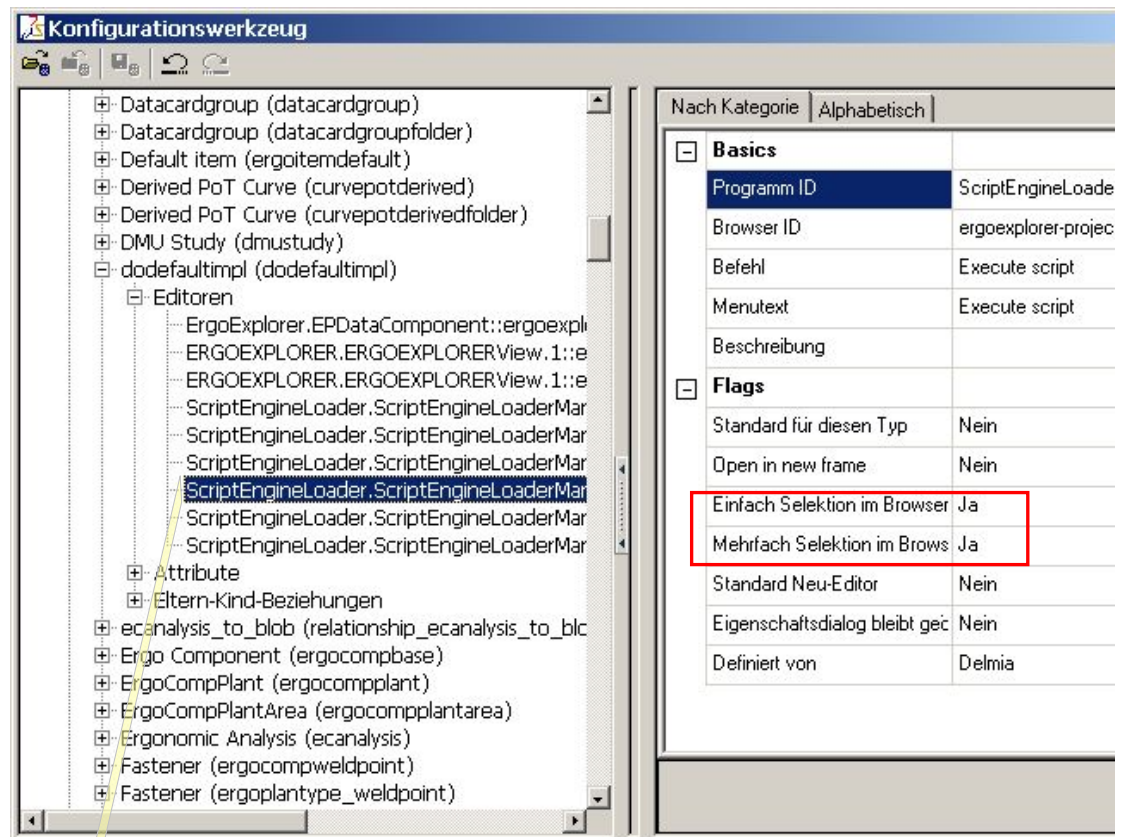 Konfigurationswerkzeug
Datacardgroup (datacardgroup)
Datacardgroup (datacardgroupfolder)
Default item (ergoitemdefault)
Derived PoT Curve (curvepotderived)
Derived PoT Curve (curvepotderivedfolder)
DMU Study (dmustudy)
dodefaultimpl (dodefaultimpl)
Editoren
ErgoExplorer.EPDataComponent::ergoexpl
ERGOEXPLORER.ERGOEXPLORERView.1::e
ERGOEXPLORER.ERGOEXPLORERView.1::e
ScriptEngineLoader.ScriptEngineLoaderMar
ScriptEngineLoader.ScriptEngineLoaderMar
ScriptEngineLoader.ScriptEngineLoaderMar
ScriptEngineLoader.ScriptEngineLoaderMar
ScriptEngineLoader.ScriptEngineLoaderMar
ScriptEngineLoader.ScriptEngineLoaderMar
Attribute
Eltern-Kind-Beziehungen
ecanalysis_to_blob (relationship_ecanalysis_to_blc
Ergo Component (ergocompbase)
ErgoCompPlant (ergocompplant)
ErgoCompPlantArea (ergocompplantarea)
Ergonomic Analysis (ecanalysis)
Fastener (ergocompweldpoint)
Fastener (ergoplantype_weldpoint)
Nach Kategorie Alphabetisch
Basics
Programm ID ScriptEngineLoade
Browser ID ergoexplorer-projec
Befehl Execute script
Menutext Execute script
Beschreibung
Flags
Standard für diesen Typ Nein
Open in new frame Nein
Einfach Selektion im Browser Ja
Mehrfach Selektion im Brows Ja
Standard Neu-Editor Nein
Eigenschaftsdialog bleibt geö Nein
Definiert von Delmia